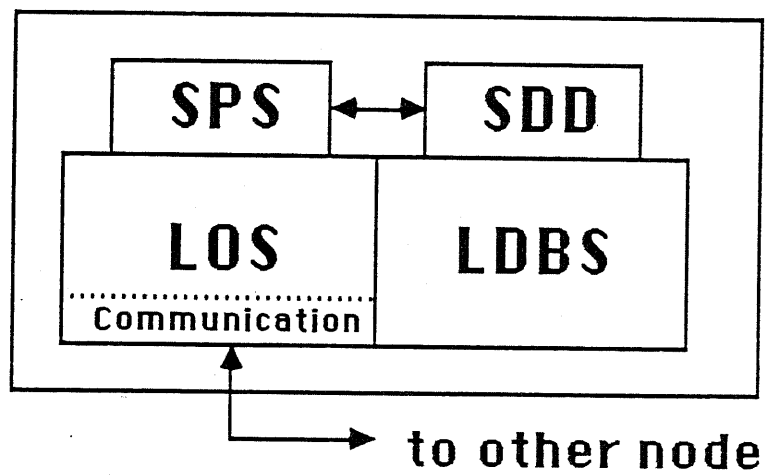 SPS
SDD
LOS
LDBS
Communication
to other node